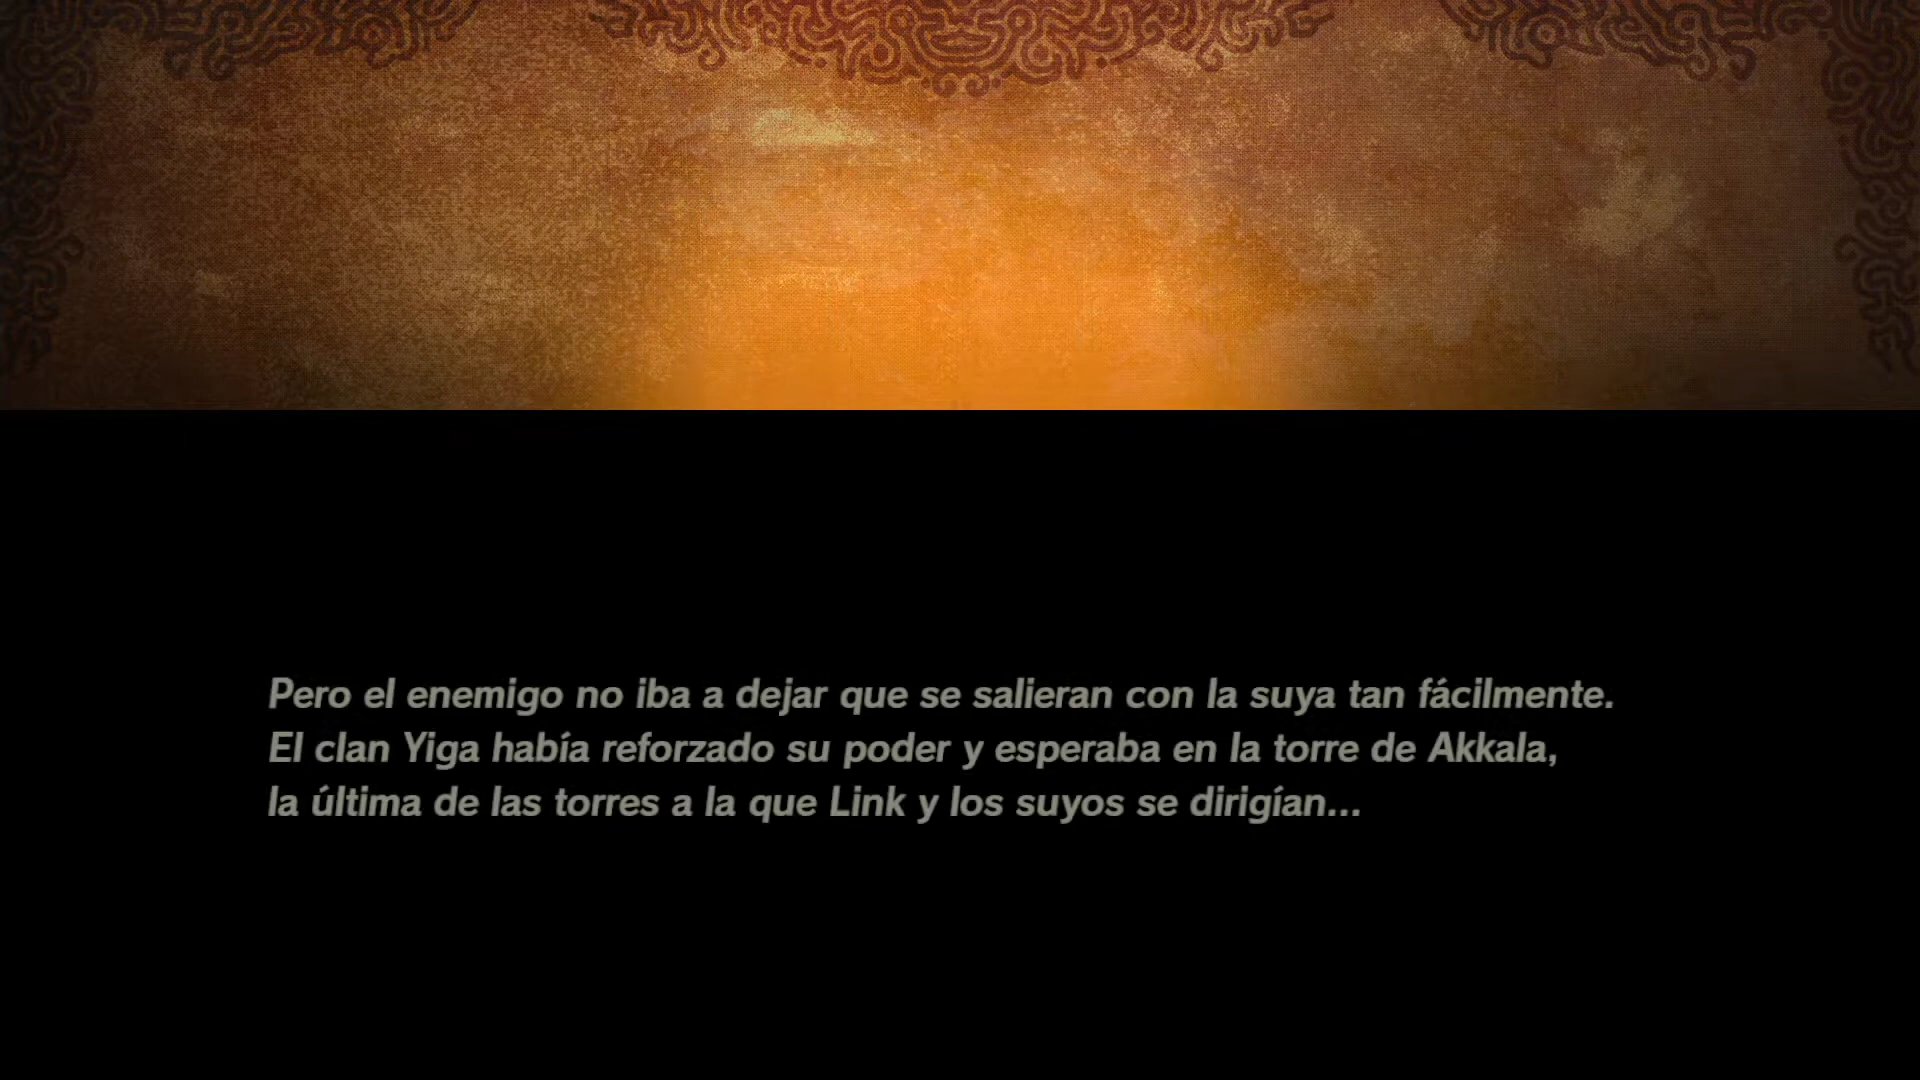 Pero el enemigo no iba a dejar que se salieran con la suya tan fácilmente.
El clan Yiga había reforzado su poder y esperaba en la torre de Akkala,
la última de las torres a la que Link y los suyos se dirigían...